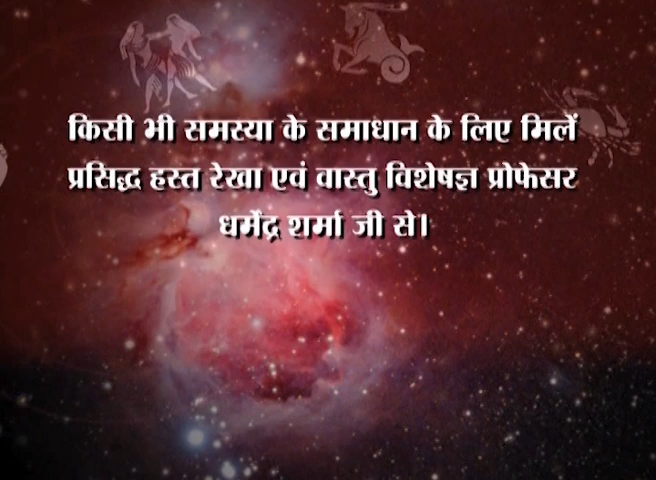 किसी भी समस्या के समाधान के लिए मिलें
प्रसिद्ध हस्त रेखा एवं वास्तु विशेषज्ञ प्रोफेसर
धर्मेंद्र शर्मा जी से।